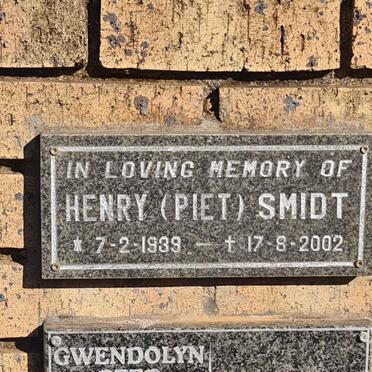 IN LOVING MEMORY OF
HENRY (PIET) SMIDT
* 7-2-1939 — † 17-8-2002
GWENDOLYN